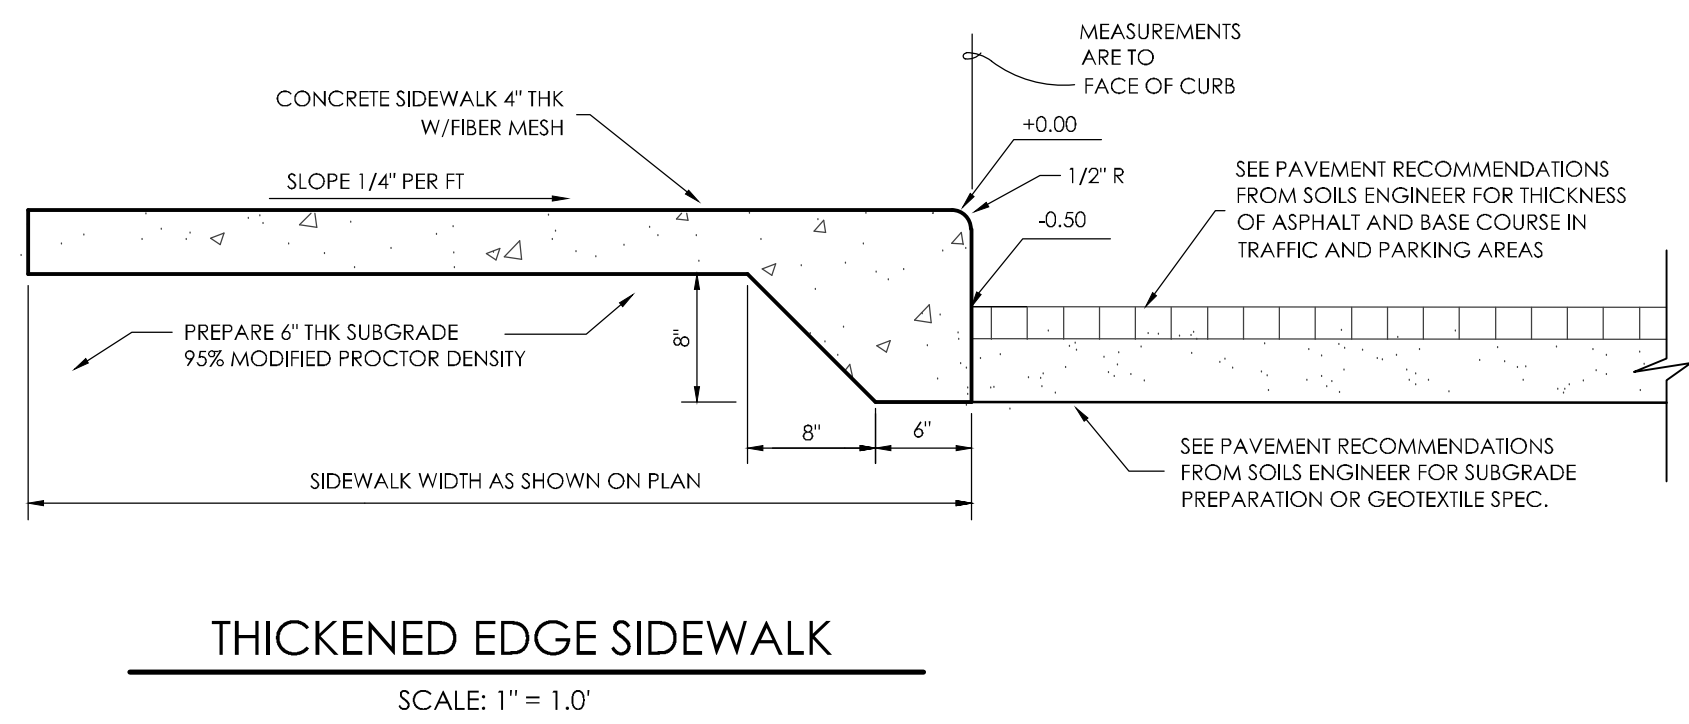 MEASUREMENTS
ARE TO
FACE OF CURB
CONCRETE SIDEWALK 4" THK
W/FIBER MESH
+0.00
SLOPE 1/4" PER FT
1/2" R
SEE PAVEMENT RECOMMENDATIONS
FROM SOILS ENGINEER FOR THICKNESS
OF ASPHALT AND BASE COURSE IN
TRAFFIC AND PARKING AREAS
-0.50
PREPARE 6" THK SUBGRADE
95% MODIFIED PROCTOR DENSITY
8"
8"
6"
SEE PAVEMENT RECOMMENDATIONS
FROM SOILS ENGINEER FOR SUBGRADE
PREPARATION OR GEOTEXTILE SPEC.
SIDEWALK WIDTH AS SHOWN ON PLAN
THICKENED EDGE SIDEWALK
SCALE: 1" = 1.0'